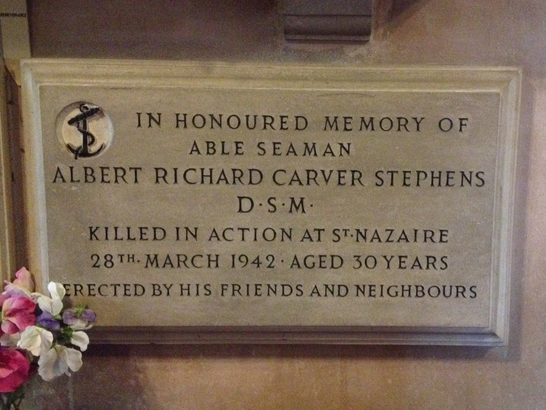 IN HONOURED MEMORY OF
ABLE SEAMAN
ALBERT RICHARD CARVER STEPHENS
D·S·M·
KILLED IN ACTION AT ST. NAZAIRE
28TH. MARCH 1942 · AGED 30 YEARS
ERECTED BY HIS FRIENDS AND NEIGHBOURS